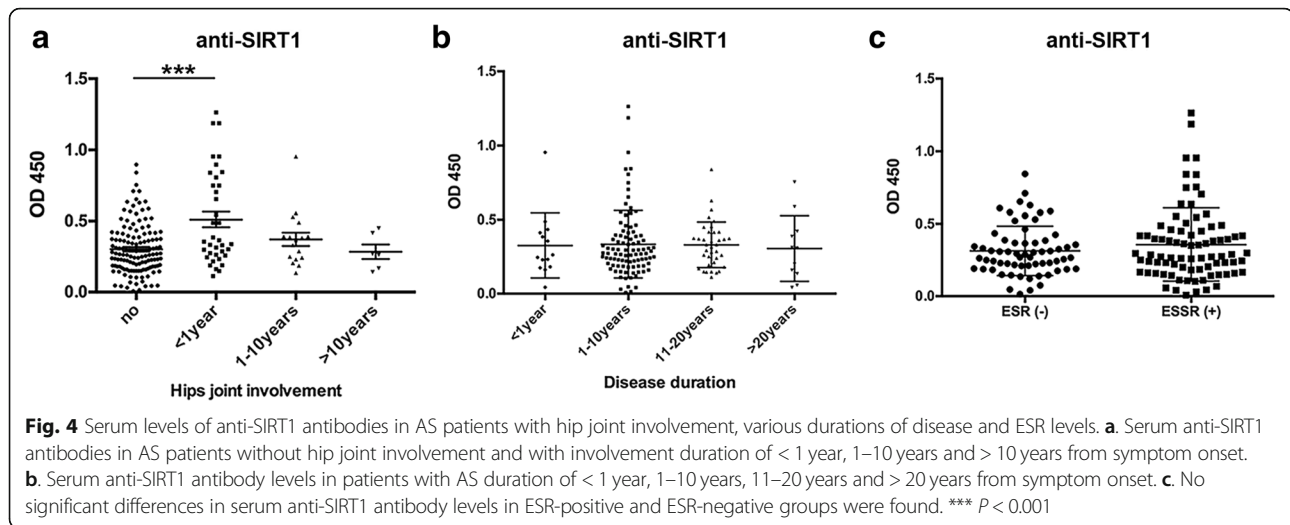 a
anti-SIRT1
***
1.5
1.0
0.5
0.0
OD 450
no
<1year
1-10years
>10years
Hips joint involvement
b
anti-SIRT1
1.5
1.0
0.5
0.0
OD 450
<1year
1-10years
11-20years
>20years
Disease duration
c
anti-SIRT1
1.5
1.0
0.5
0.0
OD 450
ESR (-)
ESSR (+)
Fig. 4 Serum levels of anti-SIRT1 antibodies in AS patients with hip joint involvement, various durations of disease and ESR levels. a. Serum anti-SIRT1
antibodies in AS patients without hip joint involvement and with involvement duration of < 1 year, 1–10 years and > 10 years from symptom onset.
b. Serum anti-SIRT1 antibody levels in patients with AS duration of < 1 year, 1–10 years, 11–20 years and > 20 years from symptom onset. c. No
significant differences in serum anti-SIRT1 antibody levels in ESR-positive and ESR-negative groups were found. *** P < 0.001